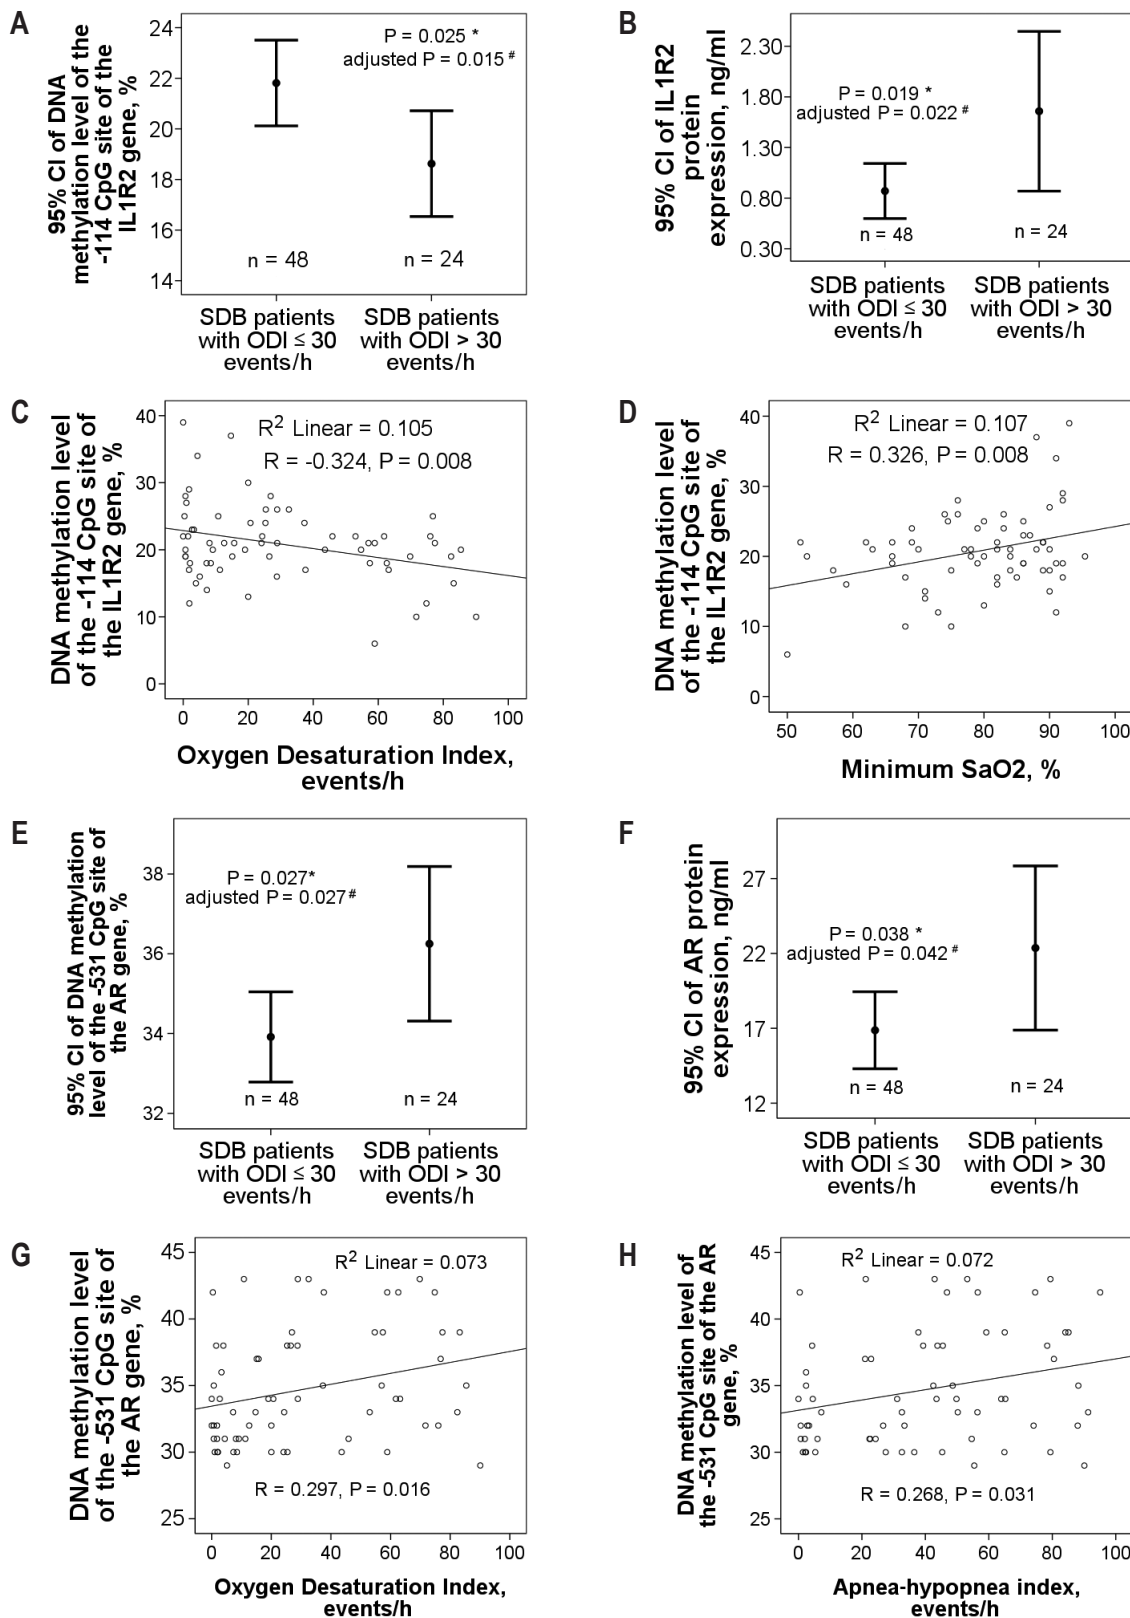 A
95% CI of DNA
methylation level of the
-114 CpG site of the
IL1R2 gene, %
24
22
20
18
16
14
P = 0.025 *
adjusted P = 0.015 #
n = 48
n = 24
SDB patients
with ODI ≤ 30
events/h
SDB patients
with ODI > 30
events/h
B
95% CI of IL1R2
protein
expression, ng/ml
2.30
1.80
1.30
0.80
0.30
P = 0.019 *
adjusted P = 0.022 #
n = 48
n = 24
SDB patients
with ODI ≤ 30
events/h
SDB patients
with ODI > 30
events/h
C
DNA methylation level
of the -114 CpG site of
the IL1R2 gene, %
40
30
20
10
0
R² Linear = 0.105
R = -0.324, P = 0.008
0 20 40 60 80 100
Oxygen Desaturation Index,
events/h
D
DNA methylation level
of the -114 CpG site of
the IL1R2 gene, %
40
30
20
10
0
R² Linear = 0.107
R = 0.326, P = 0.008
50 60 70 80 90 100
Minimum SaO2, %
E
95% CI of DNA methylation
level of the -531 CpG site of
the AR gene, %
38
36
34
32
P = 0.027*
adjusted P = 0.027 #
n = 48
n = 24
SDB patients
with ODI ≤ 30
events/h
SDB patients
with ODI > 30
events/h
F
95% CI of AR protein
expression, ng/ml
27
22
17
12
P = 0.038 *
adjusted P = 0.042 #
n = 48
n = 24
SDB patients
with ODI ≤ 30
events/h
SDB patients
with ODI > 30
events/h
G
DNA methylation level
of the -531 CpG site of
the AR gene, %
45
40
35
30
25
R² Linear = 0.073
R = 0.297, P = 0.016
0 20 40 60 80 100
Oxygen Desaturation Index,
events/h
H
DNA methylation level of
the -531 CpG site of the AR
gene, %
45
40
35
30
25
R² Linear = 0.072
R = 0.268, P = 0.031
0 20 40 60 80 100
Apnea-hypopnea index,
events/h